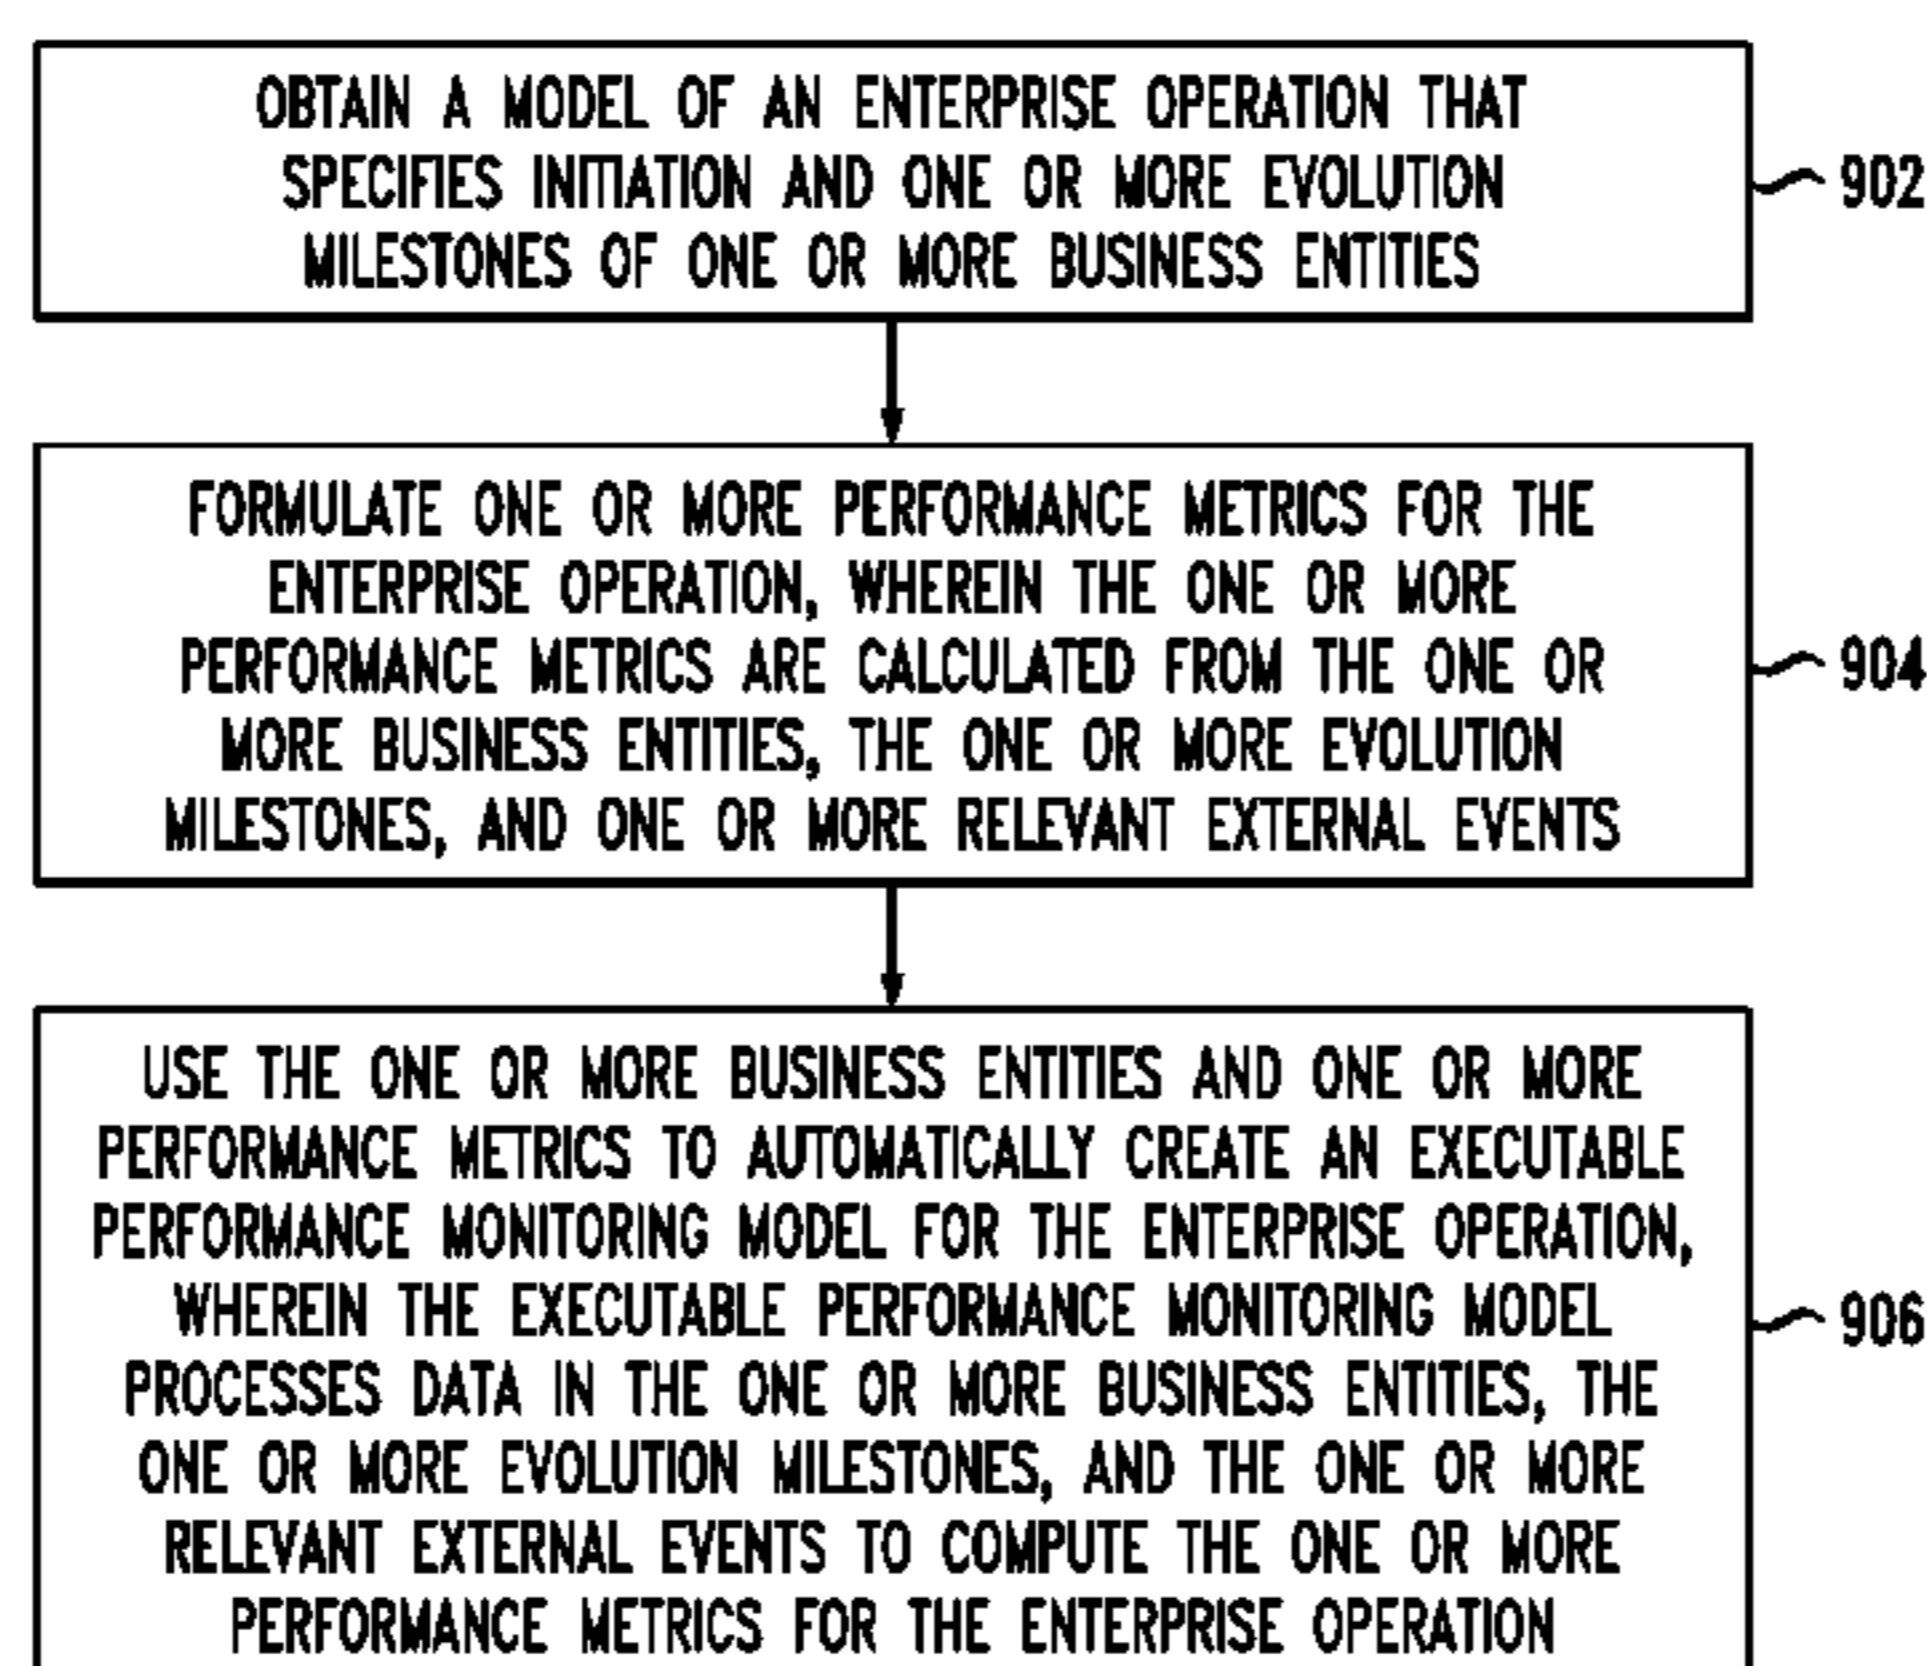 OBTAIN A MODEL OF AN ENTERPRISE OPERATION THAT
SPECIFIES INITIATION AND ONE OR MORE EVOLUTION
MILESTONES OF ONE OR MORE BUSINESS ENTITIES
902
FORMULATE ONE OR MORE PERFORMANCE METRICS FOR THE
ENTERPRISE OPERATION, WHEREIN THE ONE OR MORE
PERFORMANCE METRICS ARE CALCULATED FROM THE ONE OR
MORE BUSINESS ENTITIES, THE ONE OR MORE EVOLUTION
MILESTONES, AND ONE OR MORE RELEVANT EXTERNAL EVENTS
904
USE THE ONE OR MORE BUSINESS ENTITIES AND ONE OR MORE
PERFORMANCE METRICS TO AUTOMATICALLY CREATE AN EXECUTABLE
PERFORMANCE MONITORING MODEL FOR THE ENTERPRISE OPERATION,
WHEREIN THE EXECUTABLE PERFORMANCE MONITORING MODEL
PROCESSES DATA IN THE ONE OR MORE BUSINESS ENTITIES, THE
ONE OR MORE EVOLUTION MILESTONES, AND THE ONE OR MORE
RELEVANT EXTERNAL EVENTS TO COMPUTE THE ONE OR MORE
PERFORMANCE METRICS FOR THE ENTERPRISE OPERATION
906